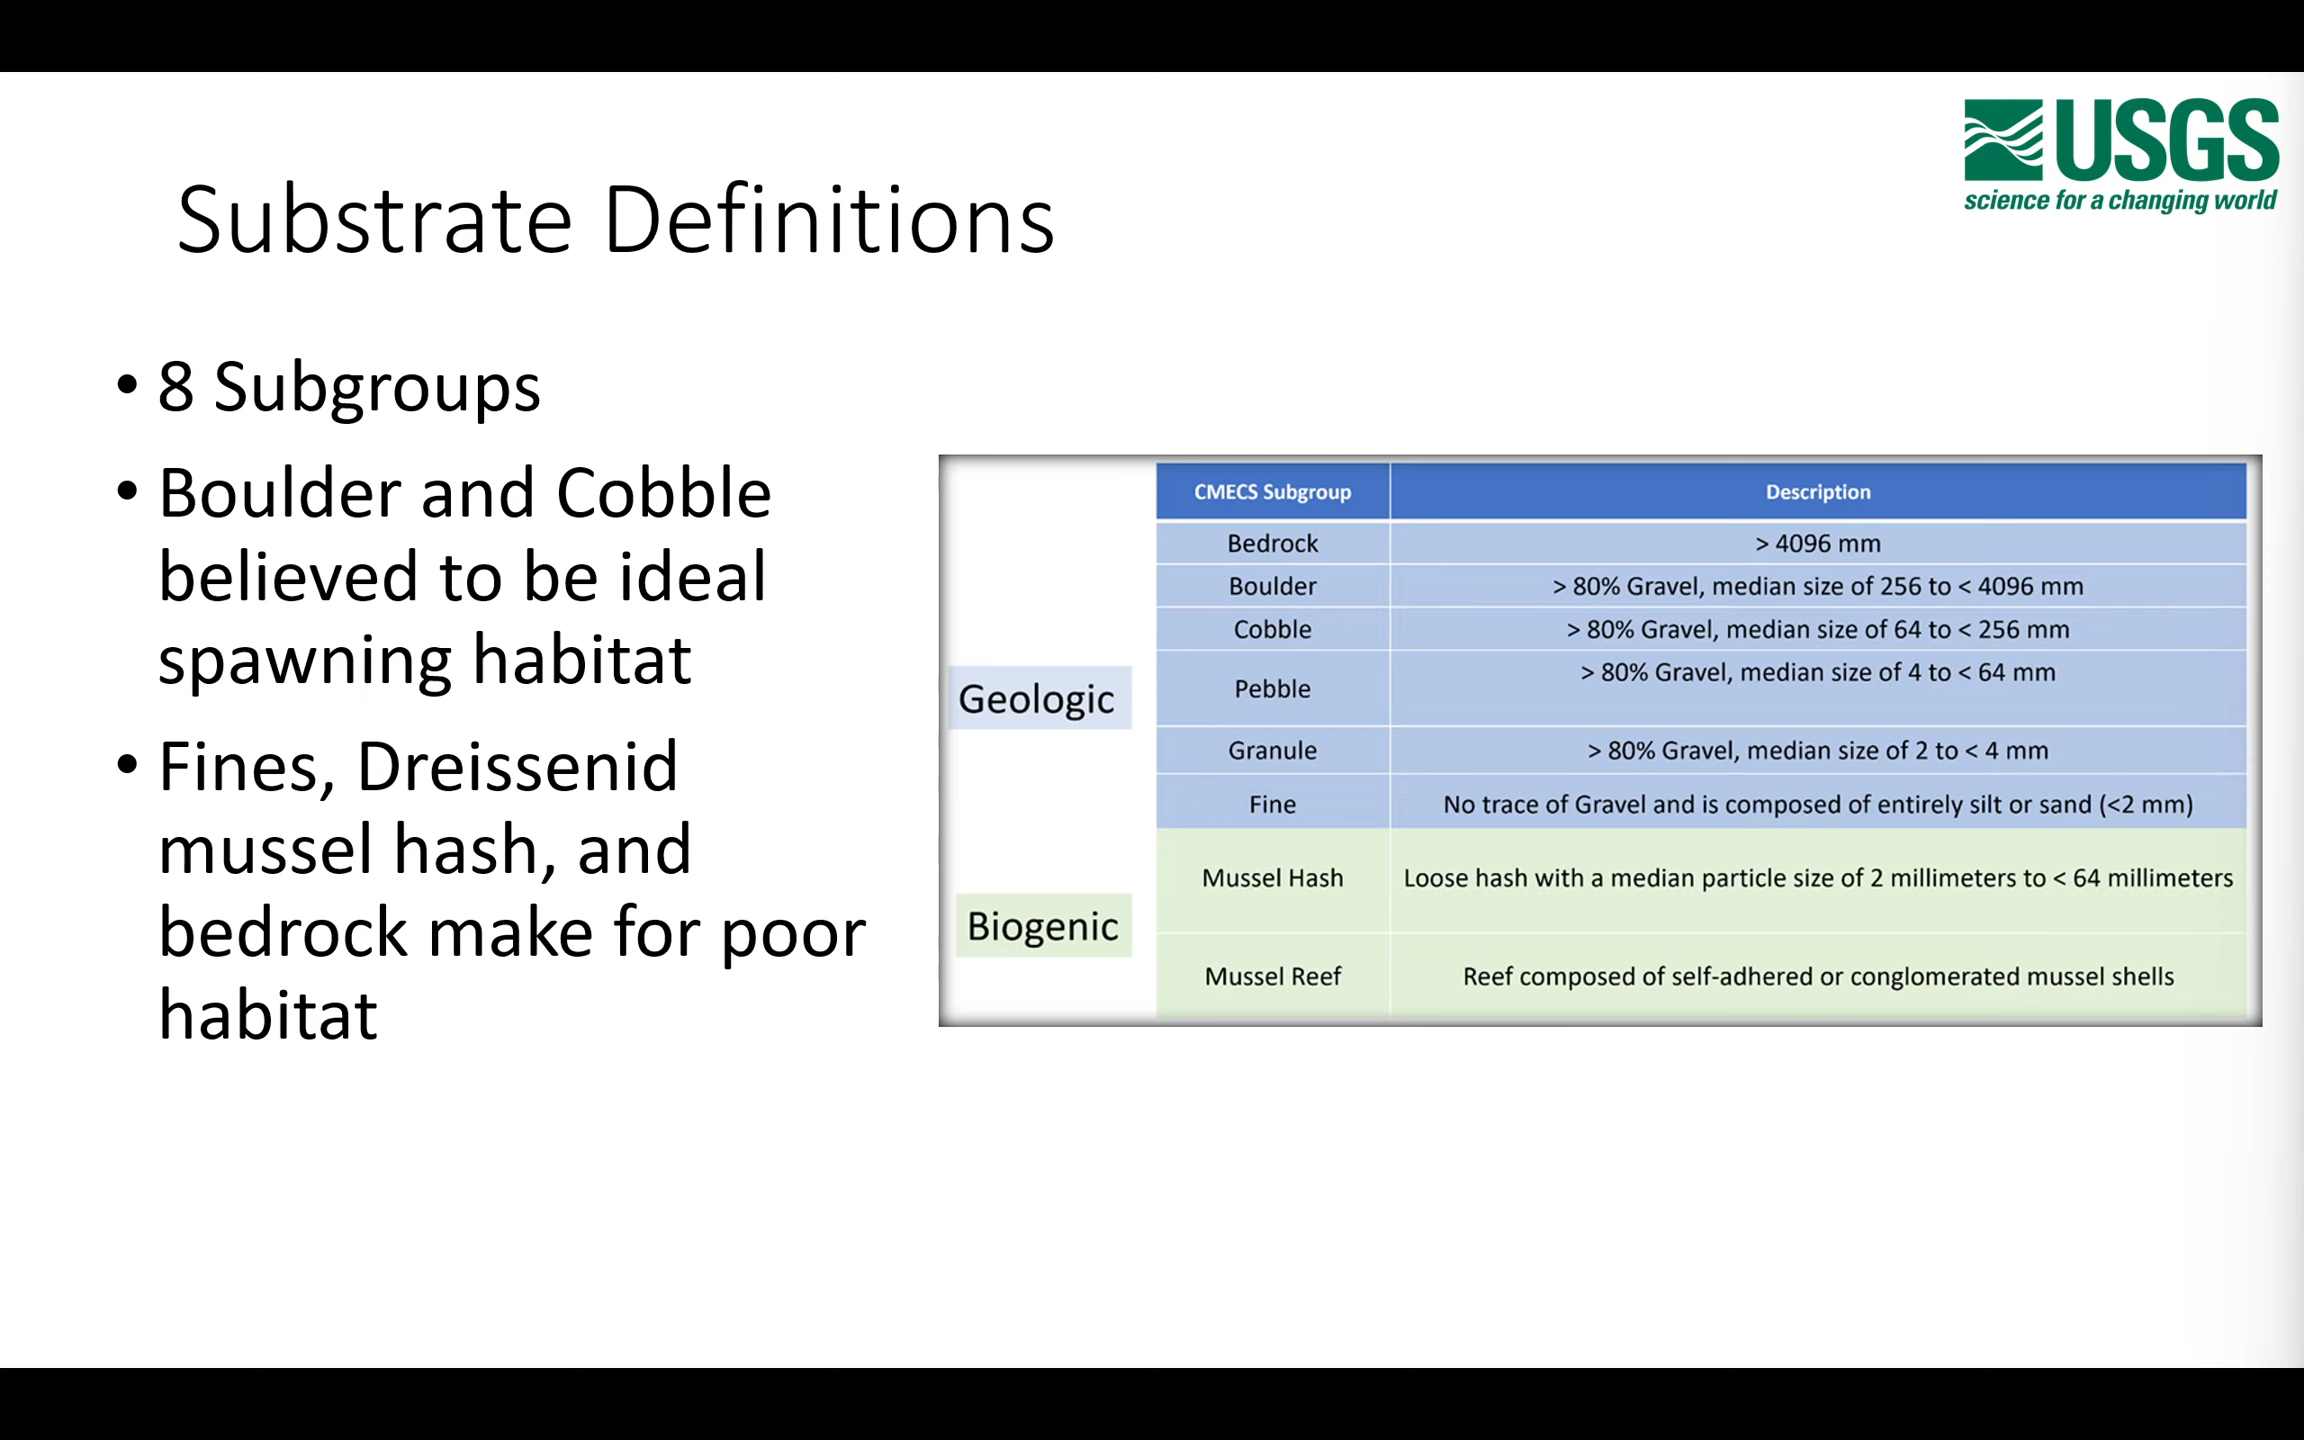 USGS
science for a changing world
Substrate Definitions
• 8 Subgroups
• Boulder and Cobble
believed to be ideal
spawning habitat
• Fines, Dreissenid
mussel hash, and
bedrock make for poor
habitat
CMECS Subgroup Description
Bedrock > 4096 mm
Boulder > 80% Gravel, median size of 256 to < 4096 mm
Cobble > 80% Gravel, median size of 64 to < 256 mm
Geologic
Pebble > 80% Gravel, median size of 4 to < 64 mm
Granule > 80% Gravel, median size of 2 to < 4 mm
Fine No trace of Gravel and is composed of entirely silt or sand (<2 mm)
Biogenic
Mussel Hash Loose hash with a median particle size of 2 millimeters to < 64 millimeters
Mussel Reef Reef composed of self-adhered or conglomerated mussel shells